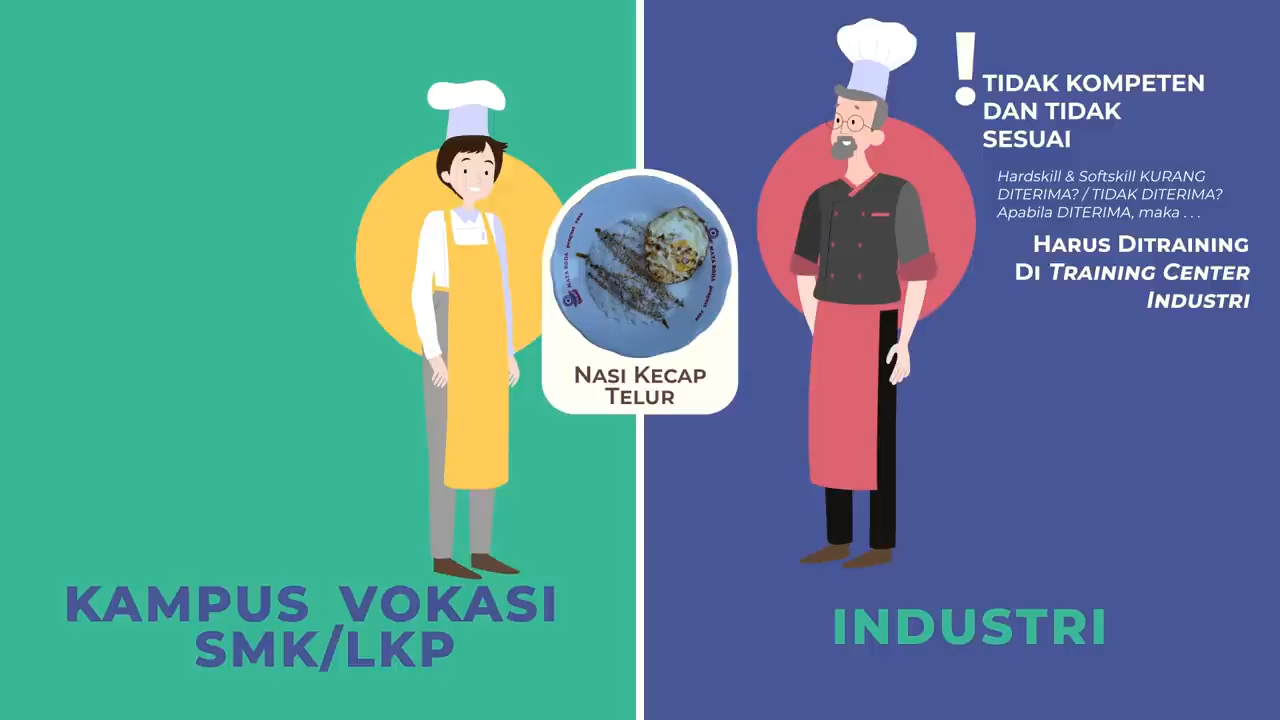 !
TIDAK KOMPETEN
DAN TIDAK
SESUAI
Hardskill & Softskill KURANG
DITERIMA? / TIDAK DITERIMA?
Apabila DITERIMA, maka . . .
HARUS DITRAINING
DI TRAINING CENTER
INDUSTRI
NASI KECAP
TELUR
KAMPUS VOKASI
SMK/LKP
INDUSTRI